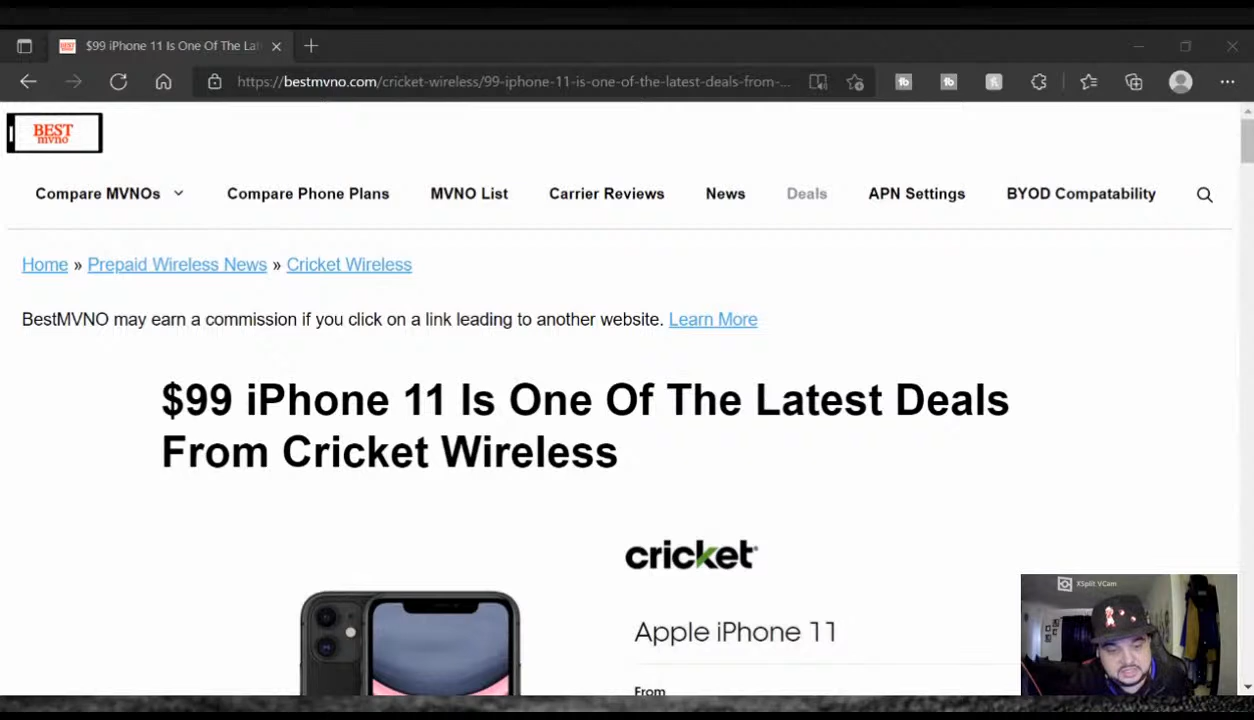 $99 iPhone 11 Is One Of The Lat
https://bestmvno.com/cricket-wireless/99-iphone-11-is-one-of-the-latest-deals-from-...
BEST
mvno
Compare MVNOs Compare Phone Plans MVNO List Carrier Reviews News Deals APN Settings BYOD Compatability
Home » Prepaid Wireless News » Cricket Wireless
BestMVNO may earn a commission if you click on a link leading to another website. Learn More
$99 iPhone 11 Is One Of The Latest Deals
From Cricket Wireless
cricket
XSplit VCam
Apple iPhone 11
From